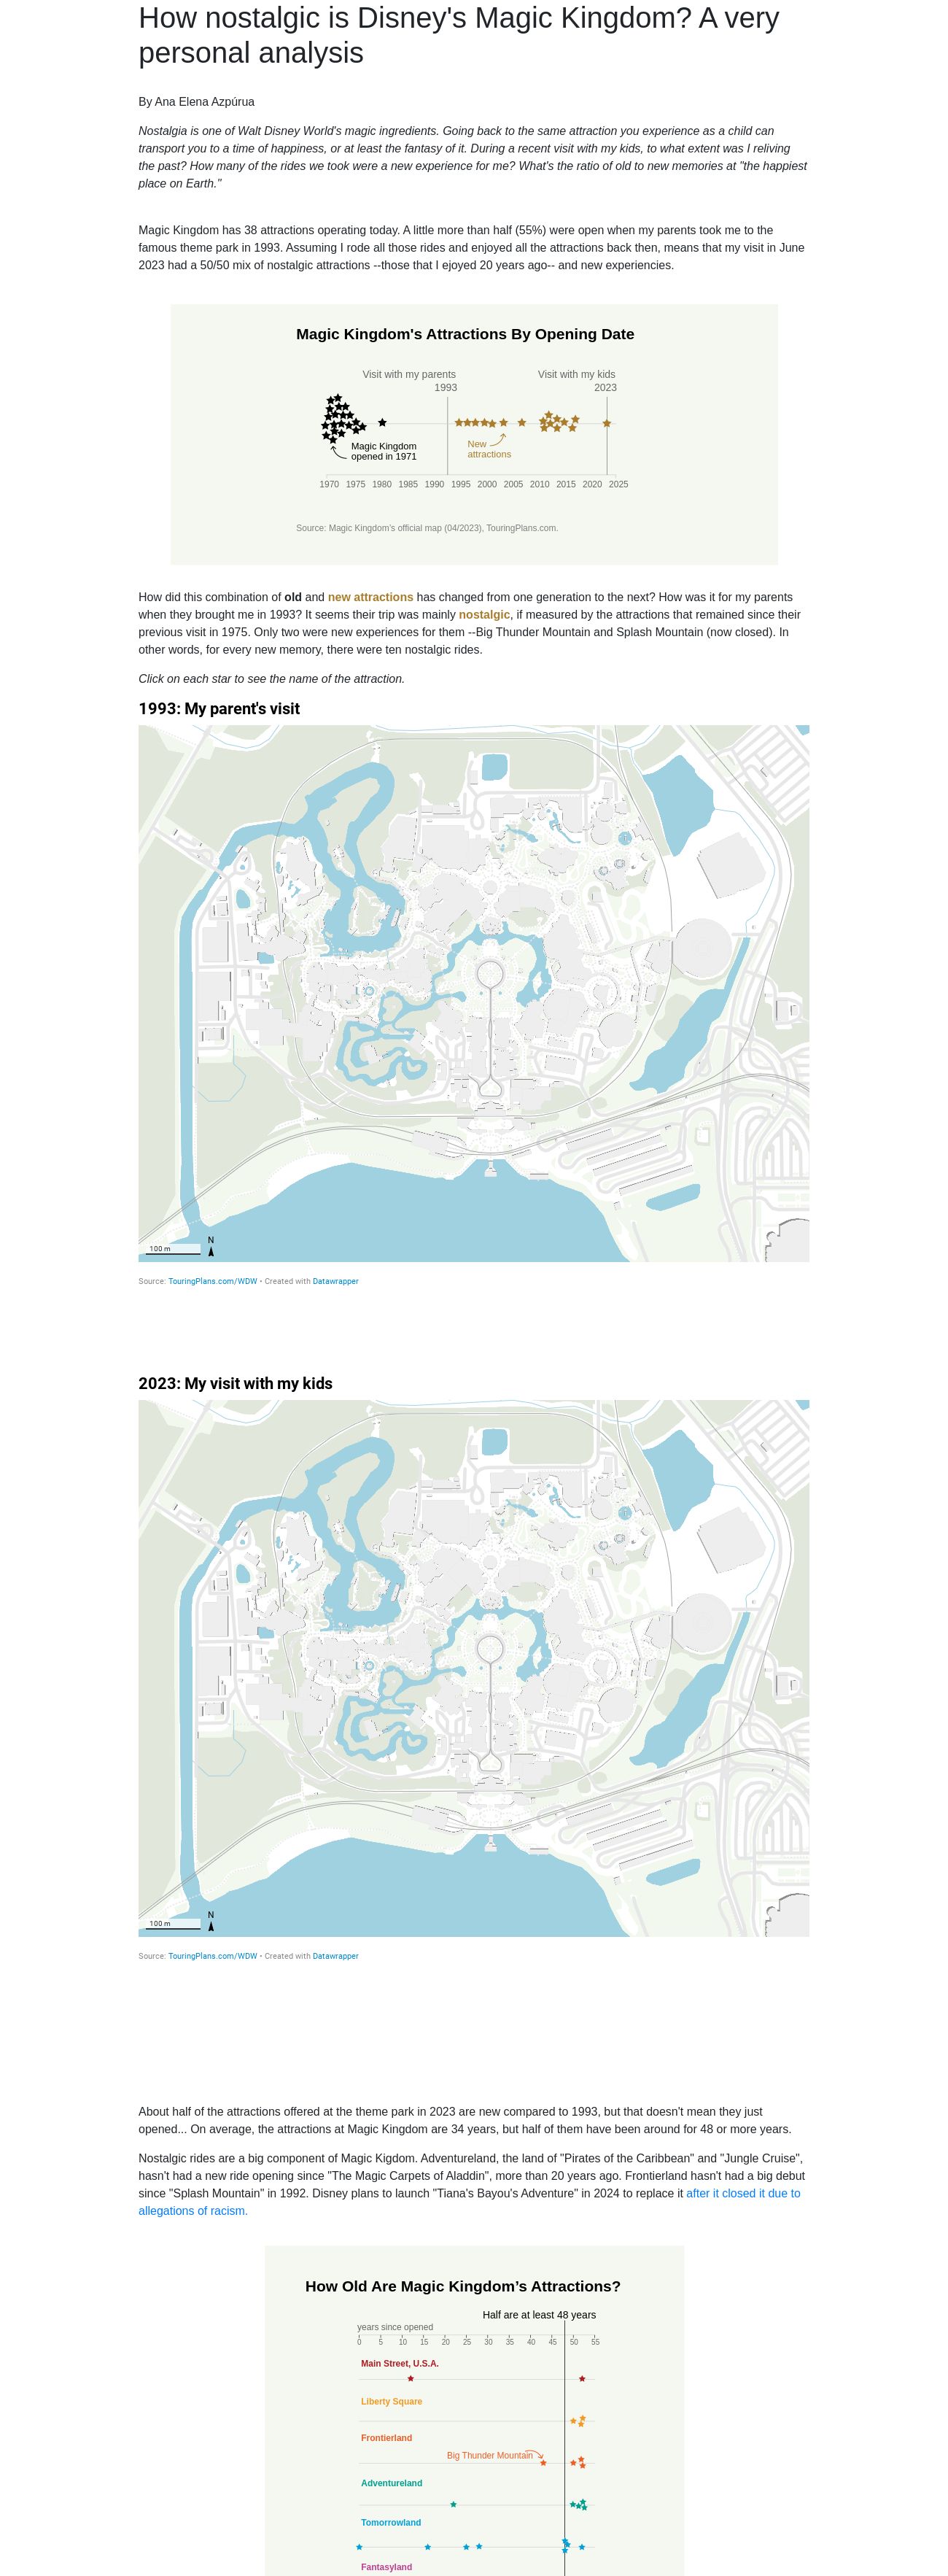 How nostalgic is Disney's Magic Kingdom? A very
personal analysis
By Ana Elena Azpúrua
Nostalgia is one of Walt Disney World's magic ingredients. Going back to the same attraction you experience as a child can
transport you to a time of happiness, or at least the fantasy of it. During a recent visit with my kids, to what extent was I reliving
the past? How many of the rides we took were a new experience for me? What's the ratio of old to new memories at "the happiest
place on Earth."
Magic Kingdom has 38 attractions operating today. A little more than half (55%) were open when my parents took me to the
famous theme park in 1993. Assuming I rode all those rides and enjoyed all the attractions back then, means that my visit in June
2023 had a 50/50 mix of nostalgic attractions --those that I ejoyed 20 years ago-- and new experiencies.
Magic Kingdom's Attractions By Opening Date
Visit with my parents
1993
Visit with my kids
2023
Magic Kingdom
opened in 1971
New
attractions
1970 1975 1980 1985 1990 1995 2000 2005 2010 2015 2020 2025
Source: Magic Kingdom's official map (04/2023), TouringPlans.com.
How did this combination of old and new attractions has changed from one generation to the next? How was it for my parents
when they brought me in 1993? It seems their trip was mainly nostalgic, if measured by the attractions that remained since their
previous visit in 1975. Only two were new experiences for them --Big Thunder Mountain and Splash Mountain (now closed). In
other words, for every new memory, there were ten nostalgic rides.
Click on each star to see the name of the attraction.
1993: My parent's visit
N
100 m
Source: TouringPlans.com/WDW • Created with Datawrapper
2023: My visit with my kids
N
100 m
Source: TouringPlans.com/WDW • Created with Datawrapper
About half of the attractions offered at the theme park in 2023 are new compared to 1993, but that doesn't mean they just
opened... On average, the attractions at Magic Kingdom are 34 years, but half of them have been around for 48 or more years.
Nostalgic rides are a big component of Magic Kigdom. Adventureland, the land of "Pirates of the Caribbean" and "Jungle Cruise",
hasn't had a new ride opening since "The Magic Carpets of Aladdin", more than 20 years ago. Frontierland hasn't had a big debut
since "Splash Mountain" in 1992. Disney plans to launch "Tiana's Bayou's Adventure" in 2024 to replace it after it closed it due to
allegations of racism.
How Old Are Magic Kingdom’s Attractions?
Half are at least 48 years
years since opened
0 5 10 15 20 25 30 35 40 45 50 55
Main Street, U.S.A.
Liberty Square
Frontierland
Big Thunder Mountain
Adventureland
Tomorrowland
Fantasyland